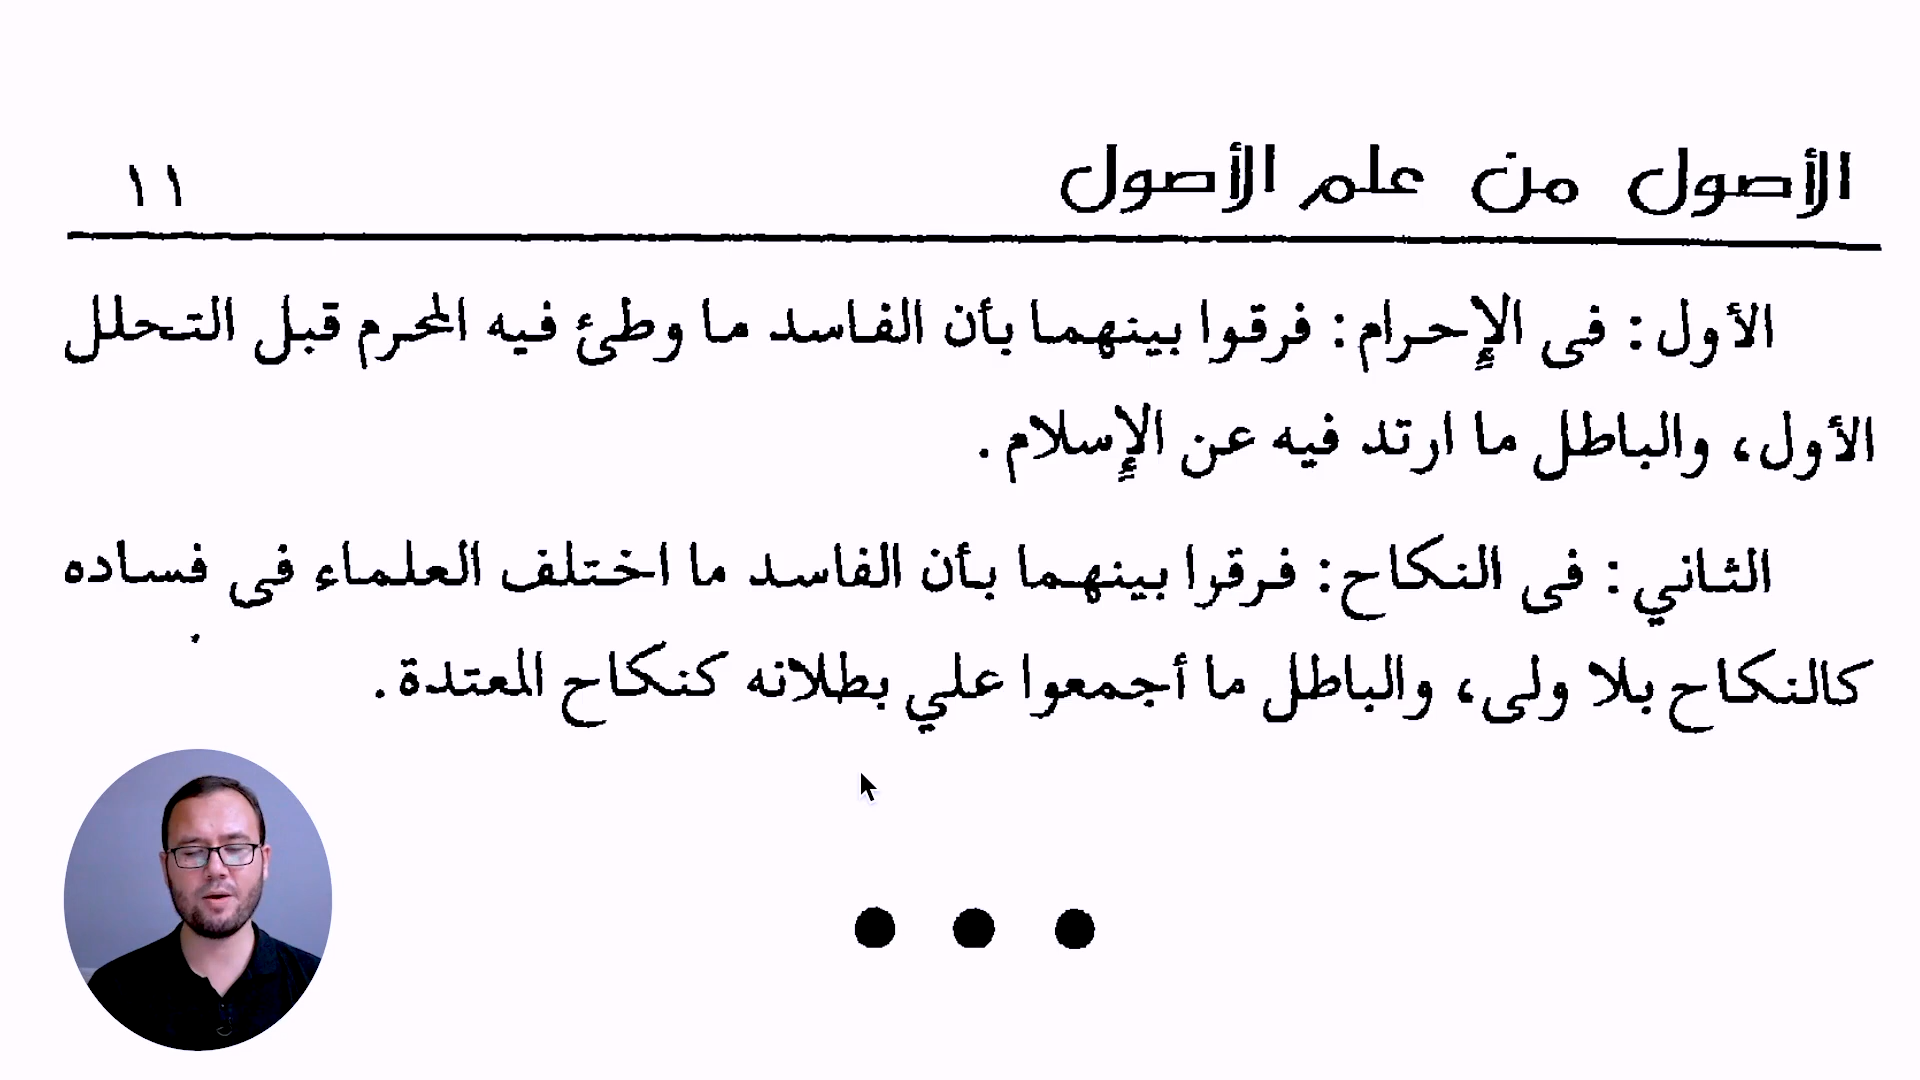 الأصول من علم الأصول ١١
الأول: فى الإحرام: فرقوا بينهما بأن الفاسد ما وطئ فيه المحرم قبل التحلل
الأول، والباطل ما ارتد فيه عن الإسلام.
الثاني: فى النكاح: فرقرا بينهما بأن الفاسد ما اختلف العلماء فى فساده
كالنكاح بلا ولى، والباطل ما أجمعوا علي بطلانه كنكاح المعتدة.